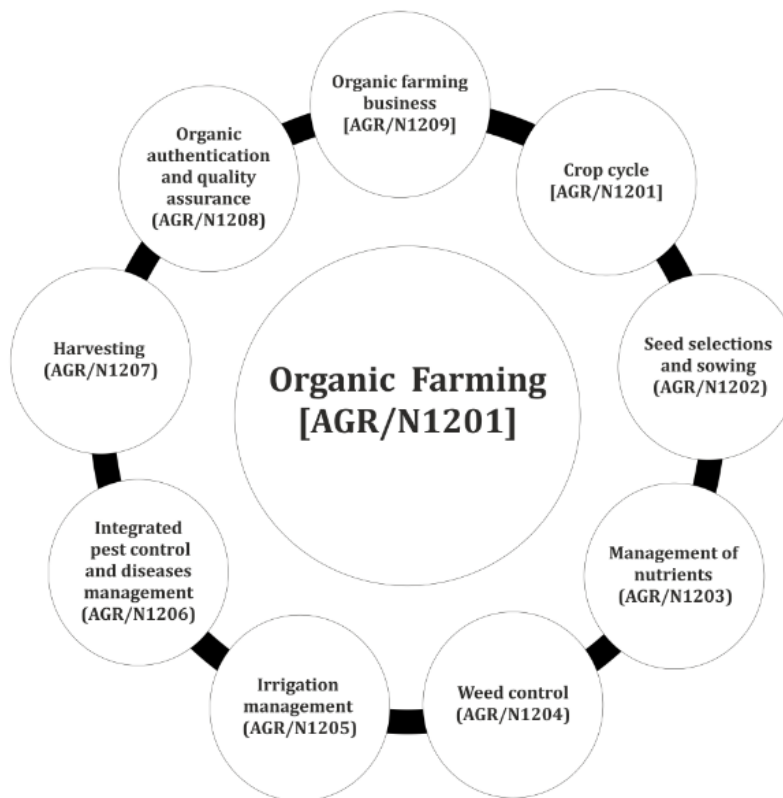 Organic farming
business
[AGR/N1209]
Crop cycle
[AGR/N1201]
Seed selections
and sowing
(AGR/N1202)
Management of
nutrients
(AGR/N1203)
Weed control
(AGR/N1204)
Irrigation
management
(AGR/N1205)
Integrated
pest control
and diseases
management
(AGR/N1206)
Harvesting
(AGR/N1207)
Organic
authentication
and quality
assurance
(AGR/N1208)
Organic Farming
[AGR/N1201]